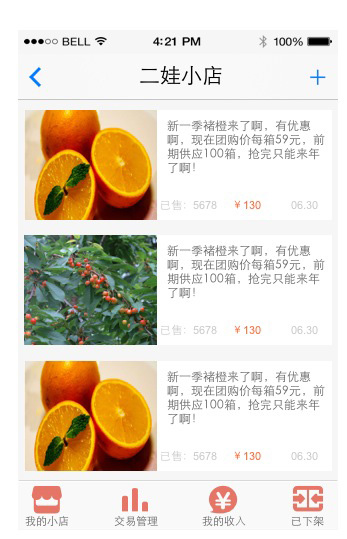 BELL 4:21 PM 100%
二娃小店
新一季褚橙来了啊，有优惠
啊，现在团购价每箱59元，前
期供应100箱，抢完只能来年
了啊！
已售：5678 ￥130 06.30
新一季褚橙来了啊，有优惠
啊，现在团购价每箱59元，前
期供应100箱，抢完只能来年
了啊！
已售：5678 ￥130 06.30
新一季褚橙来了啊，有优惠
啊，现在团购价每箱59元，前
期供应100箱，抢完只能来年
了啊！
已售：5678 ￥130 06.30
我的小店 交易管理 我的收入 已下架